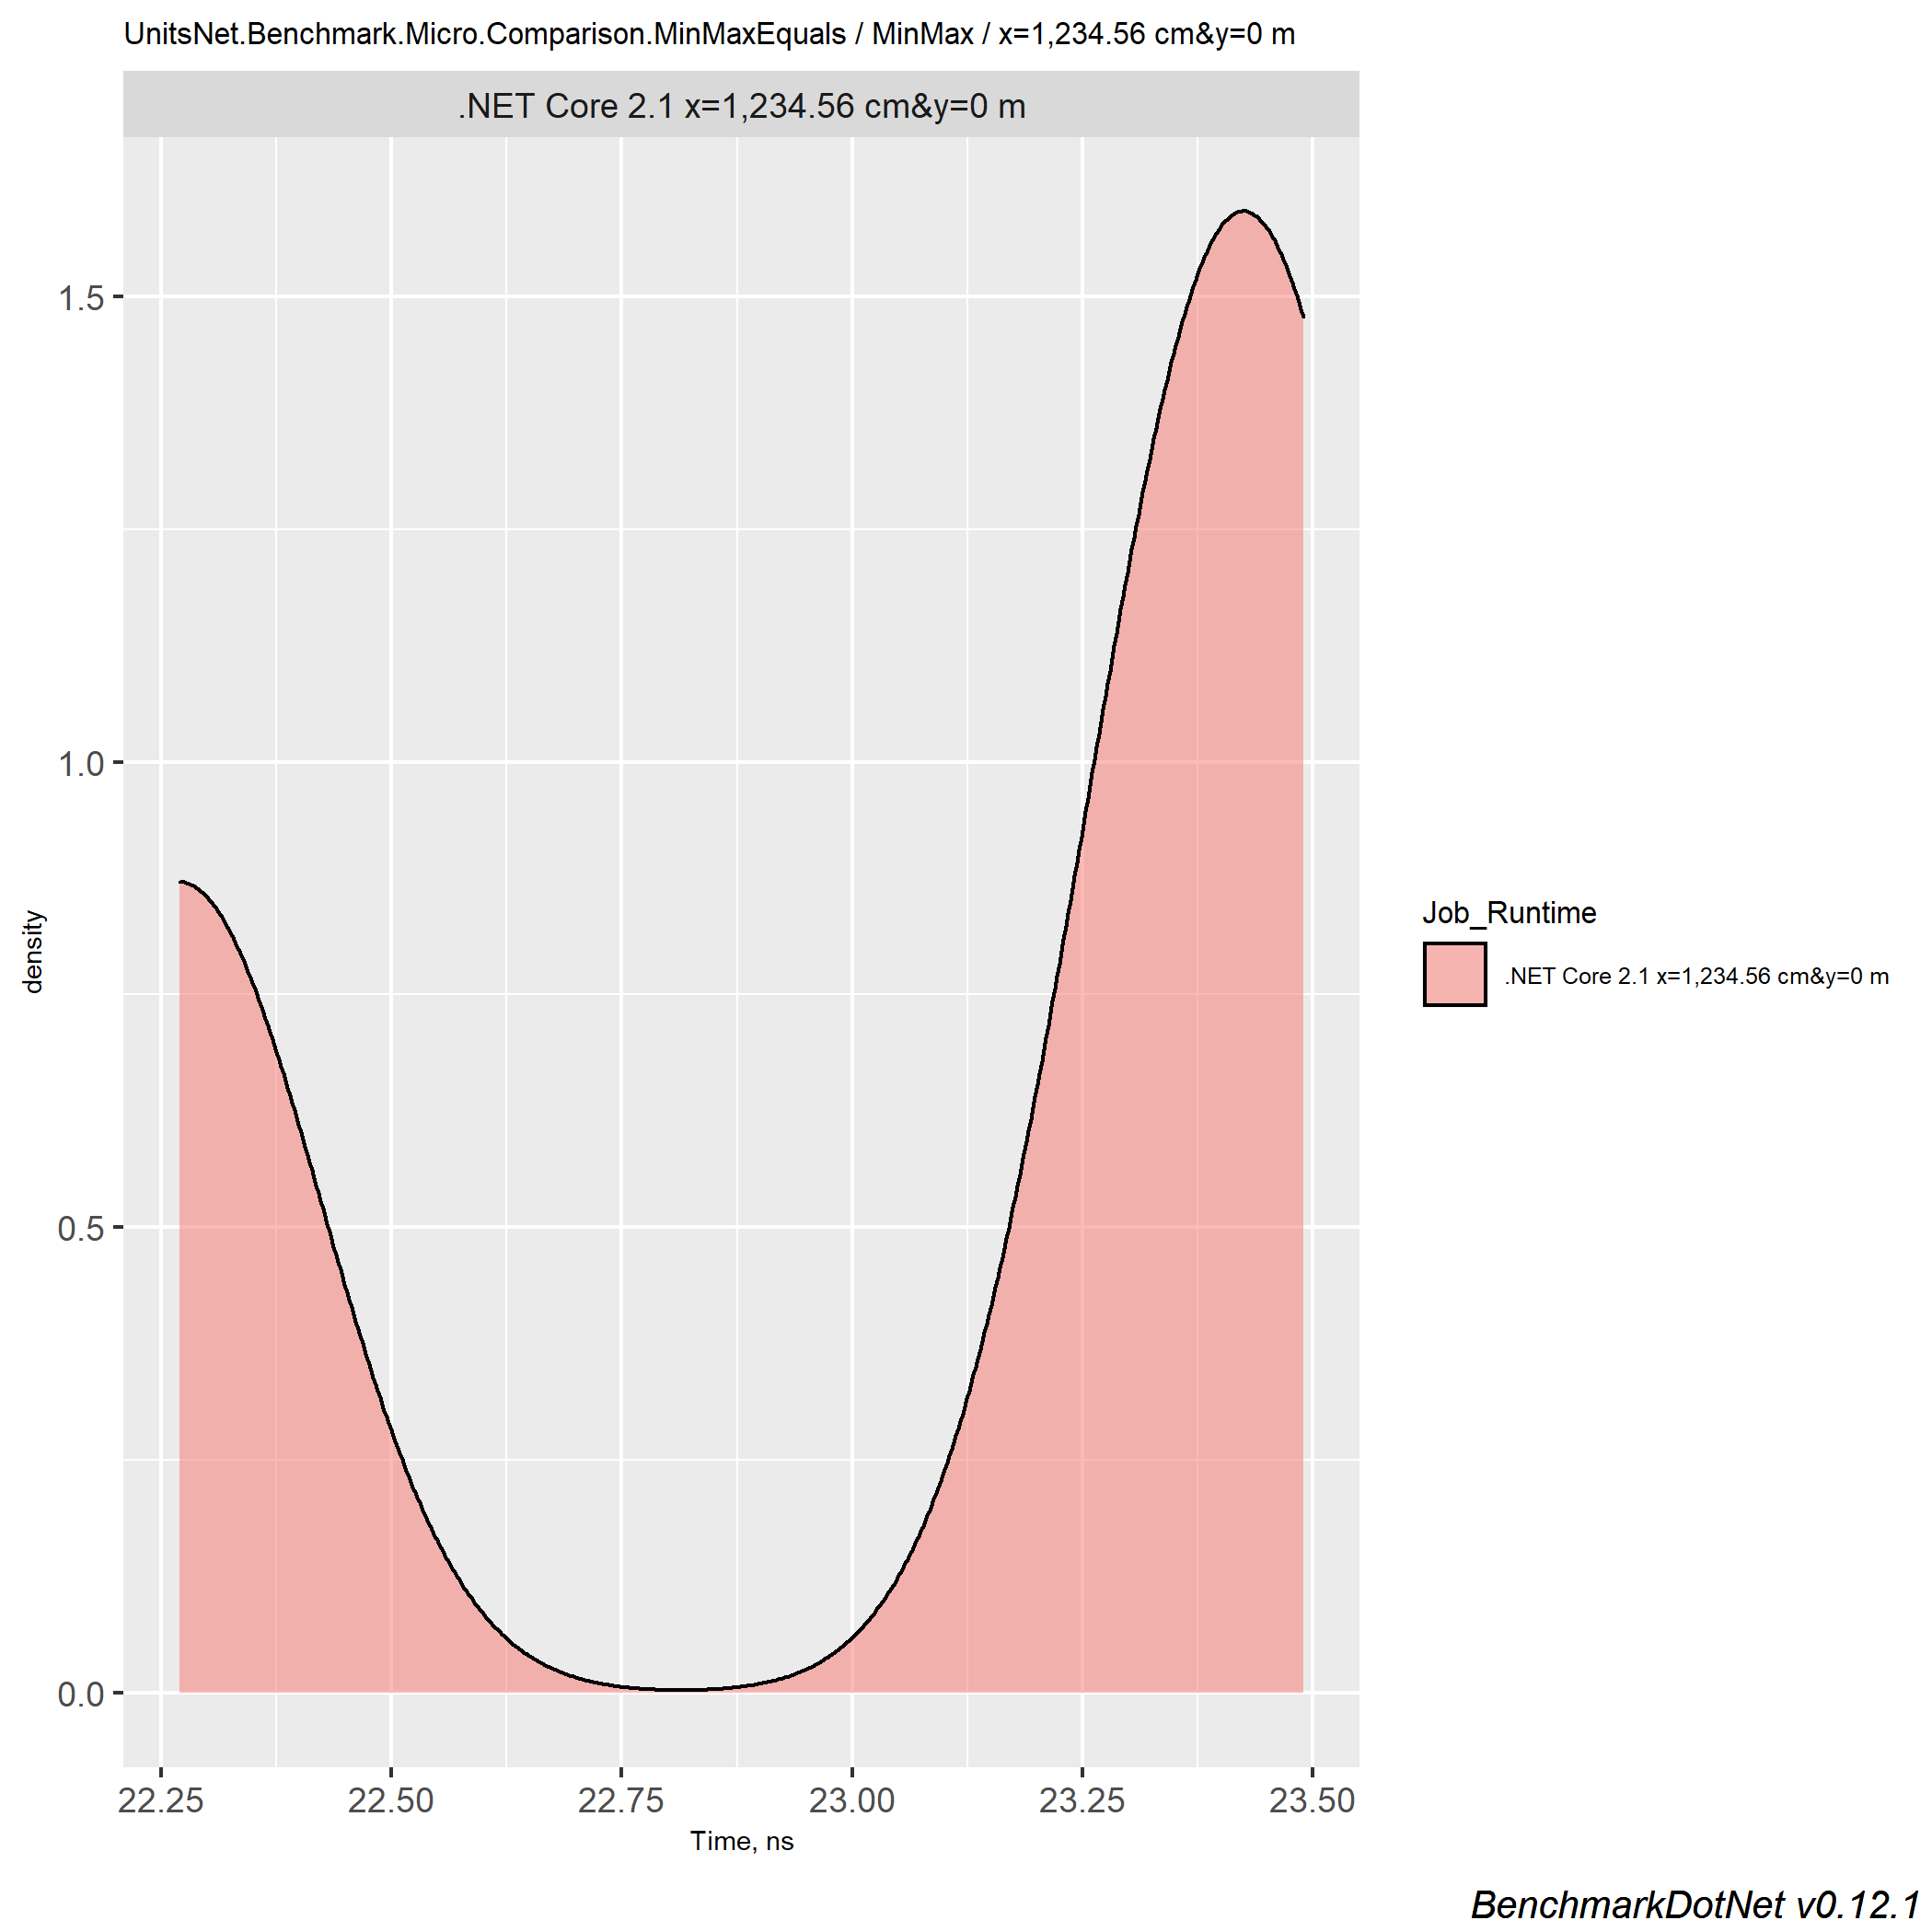 UnitsNet.Benchmark.Micro.Comparison.MinMaxEquals / MinMax / x=1,234.56 cm&y=0 m
.NET Core 2.1 x=1,234.56 cm&y=0 m
1.5
1.0
0.5
0.0
density
22.25 22.50 22.75 23.00 23.25 23.50
Time, ns
Job_Runtime
.NET Core 2.1 x=1,234.56 cm&y=0 m
BenchmarkDotNet v0.12.1